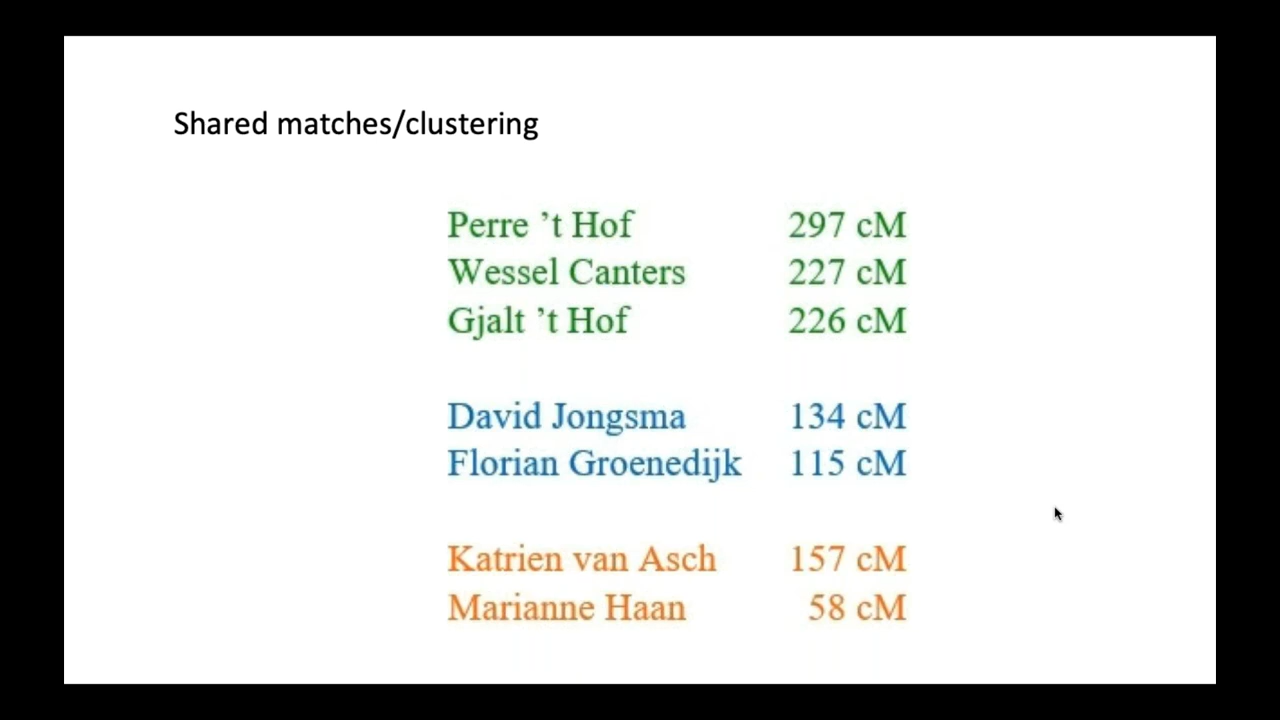 Shared matches/clustering
Perre ’t Hof 297 cM
Wessel Canters 227 cM
Gjalt ’t Hof 226 cM
David Jongsma 134 cM
Florian Groenedijk 115 cM
Katrien van Asch 157 cM
Marianne Haan 58 cM